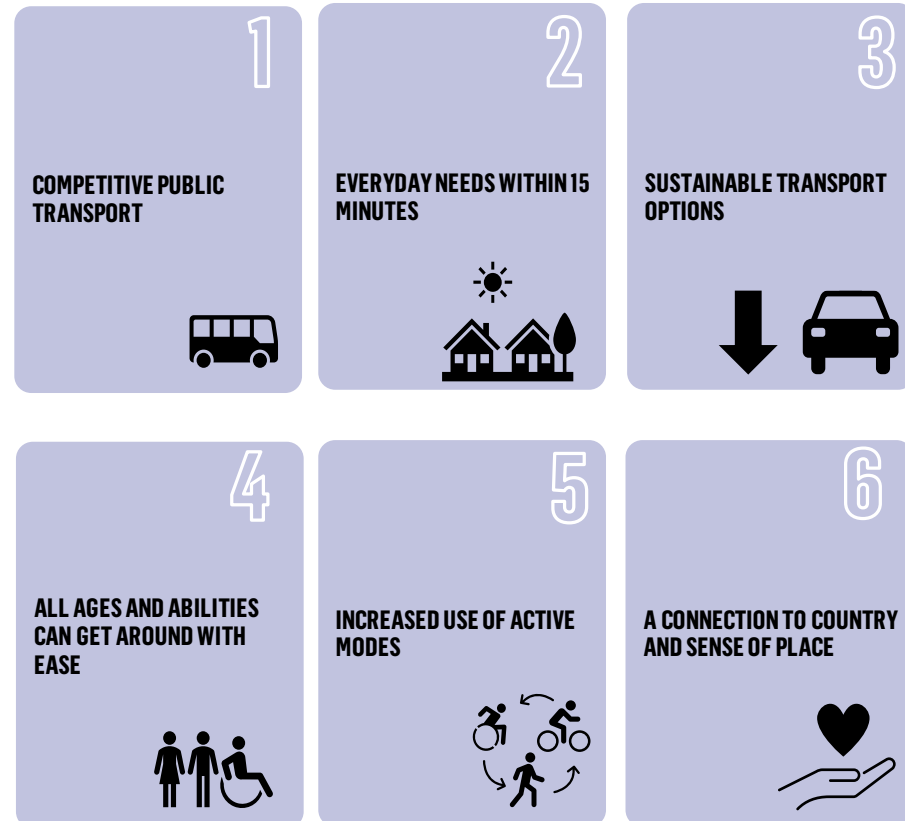 1
COMPETITIVE PUBLIC
TRANSPORT
2
EVERYDAY NEEDS WITHIN 15
MINUTES
3
SUSTAINABLE TRANSPORT
OPTIONS
4
ALL AGES AND ABILITIES
CAN GET AROUND WITH
EASE
5
INCREASED USE OF ACTIVE
MODES
6
A CONNECTION TO COUNTRY
AND SENSE OF PLACE